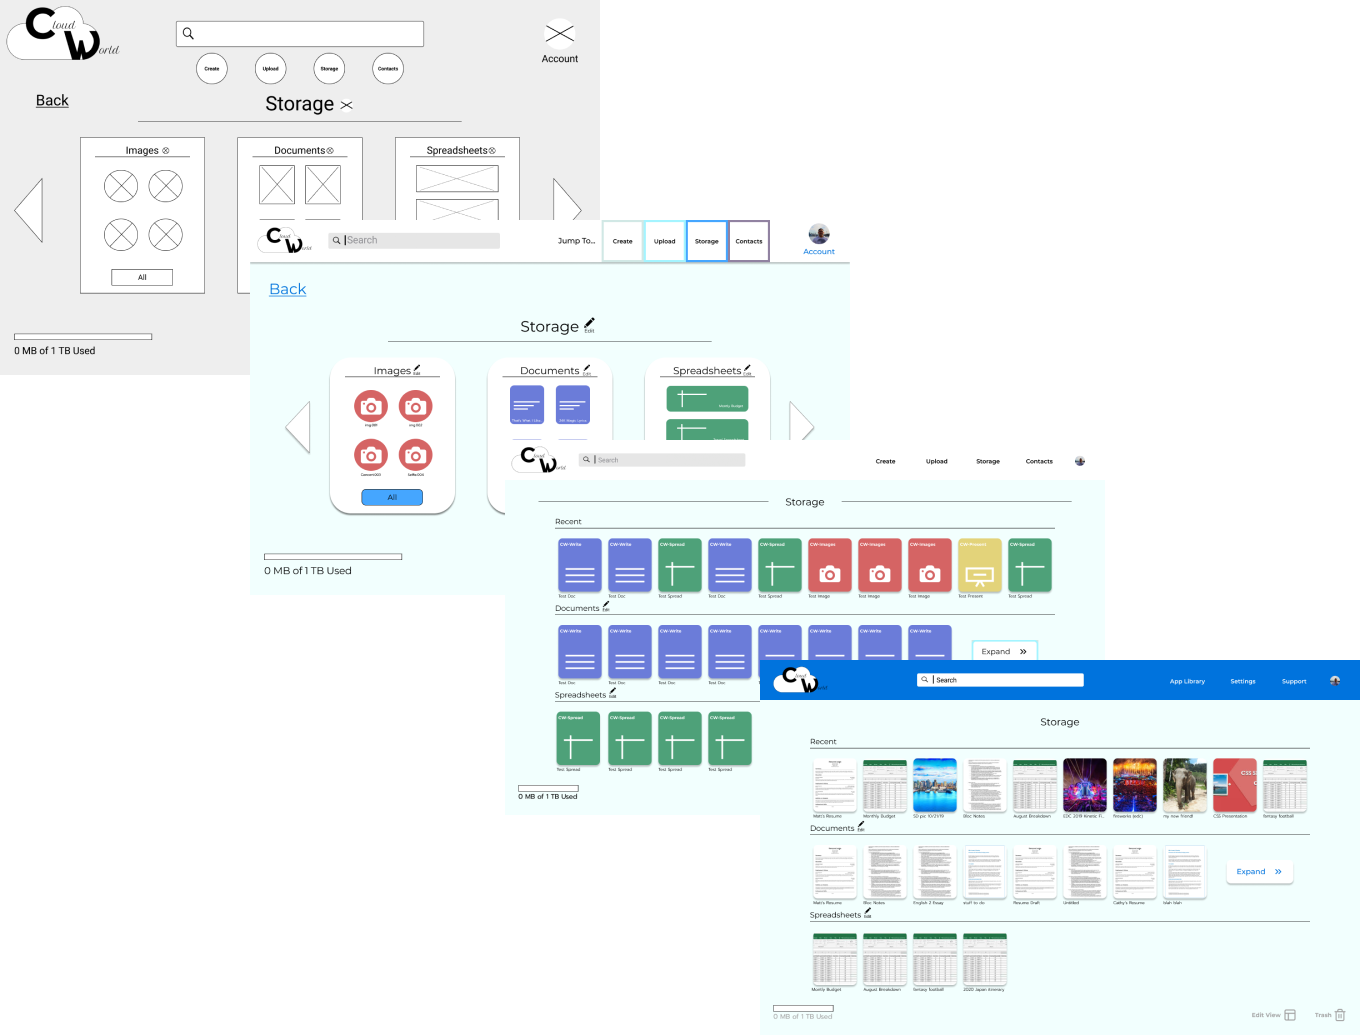 Cloud
World
Account
Create Upload Storage Contacts
Back
Storage
Images Documents Spreadsheets
All
0 MB of 1 TB Used
Cloud
World
Search
Jump To... Create Upload Storage Contacts
Account
Back
Storage
Edit
Images Edit Documents Edit Spreadsheets Edit
Monthly Budget
All
0 MB of 1 TB Used
Cloud
World
Search
Create Upload Storage Contacts
Storage
Recent
CW-Write CW-Write CW-Spread CW-Write CW-Spread CW-Images CW-Images CW-Images CW-Present CW-Spread
Test Doc Test Doc Test Spread Test Doc Test Spread Test Image Test Image Test Image Test Present Test Spread
Documents Edit
CW-Write CW-Write CW-Write CW-Write CW-Write CW-Write CW-Write CW-Write
Expand »
Test Doc Test Doc Test Doc Test Doc
Spreadsheets Edit
CW-Spread CW-Spread CW-Spread CW-Spread
Test Spread Test Spread Test Spread Test Spread
0 MB of 1 TB Used
Cloud
World
Search
App Library Settings Support
Storage
Recent
CSS
Matt's Resume Monthly Budget SD pic 10/21/19 Bloc Notes August Breakdown EDC 2019 Kinetic Fi.. fireworks (edc) my new friend! CSS Presentation fantasy football
Documents Edit
Expand »
Matt's Resume Bloc Notes English 2 Essay stuff to do Resume Draft Untitled Cathy's Resume blah blah
Spreadsheets Edit
Montly Budget August Breakdown fantasy football 2020 Japan itinerary
0 MB of 1 TB Used
Edit View Trash